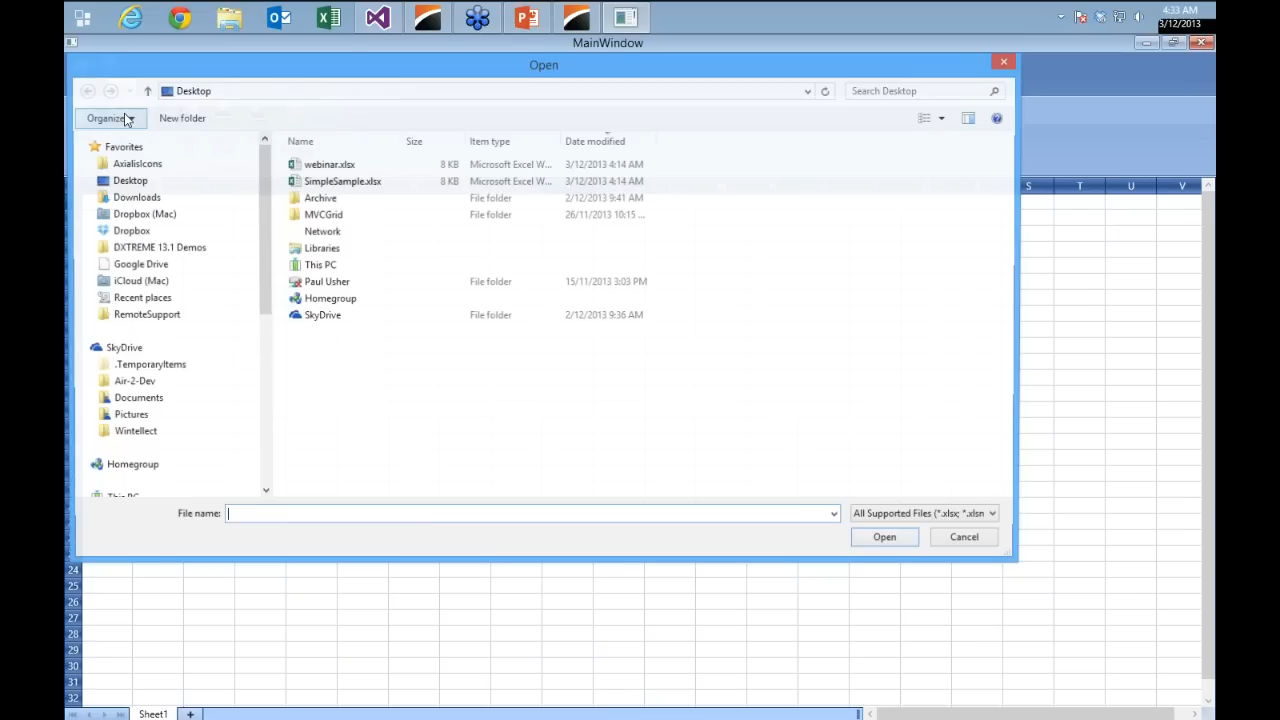 4:33 AM
3/12/2013
MainWindow
Open
Desktop
Search Desktop
Organize
New folder
Name Size Item type Date modified
Favorites
AxialisIcons
Desktop
Downloads
Dropbox (Mac)
Dropbox
DXTREME 13.1 Demos
Google Drive
iCloud (Mac)
Recent places
RemoteSupport
SkyDrive
.TemporaryItems
Air-2-Dev
Documents
Pictures
Wintellect
Homegroup
This PC
webinar.xlsx 8 KB Microsoft Excel W... 3/12/2013 4:14 AM
SimpleSample.xlsx 8 KB Microsoft Excel W... 3/12/2013 4:14 AM
Archive File folder 2/12/2013 9:41 AM
MVCGrid File folder 26/11/2013 10:15 ...
Network
Libraries
This PC
Paul Usher File folder 15/11/2013 3:03 PM
Homegroup
SkyDrive File folder 2/12/2013 9:36 AM
File name:
All Supported Files (*.xlsx; *.xlsn
Open Cancel
S T U V
24
25
26
27
28
29
30
31
32
Sheet1